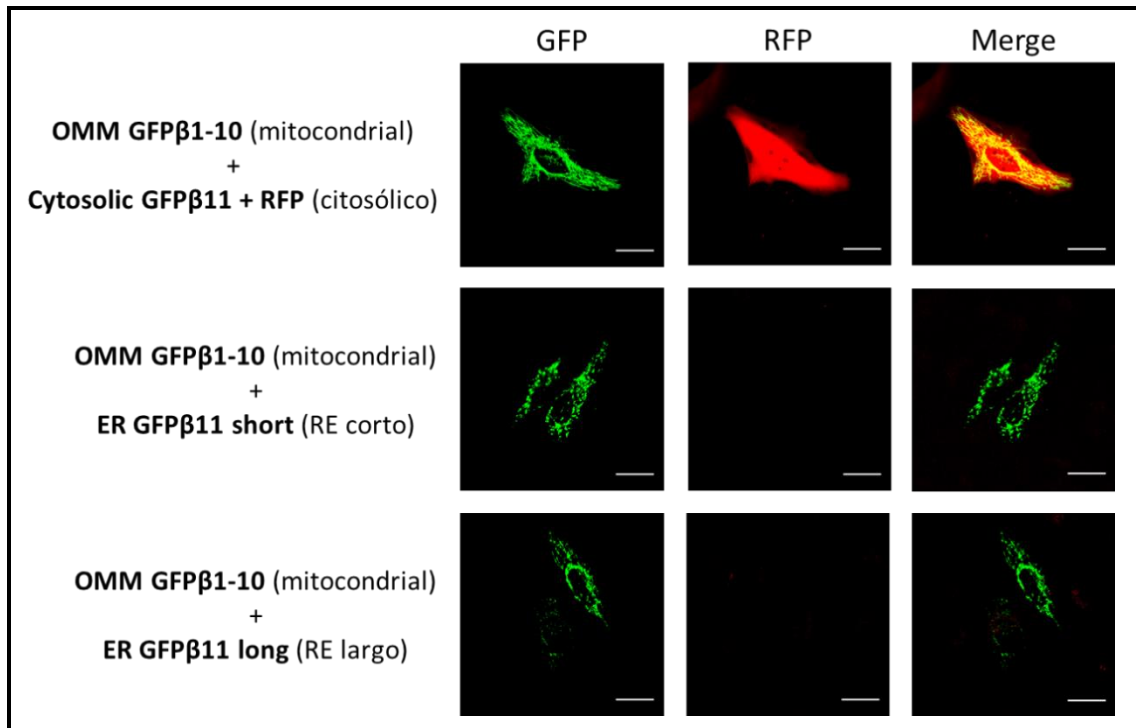 GFP RFP Merge
OMM GFPβ1-10 (mitocondrial)
+
Cytosolic GFPβ11 + RFP (citosólico)
OMM GFPβ1-10 (mitocondrial)
+
ER GFPβ11 short (RE corto)
OMM GFPβ1-10 (mitocondrial)
+
ER GFPβ11 long (RE largo)